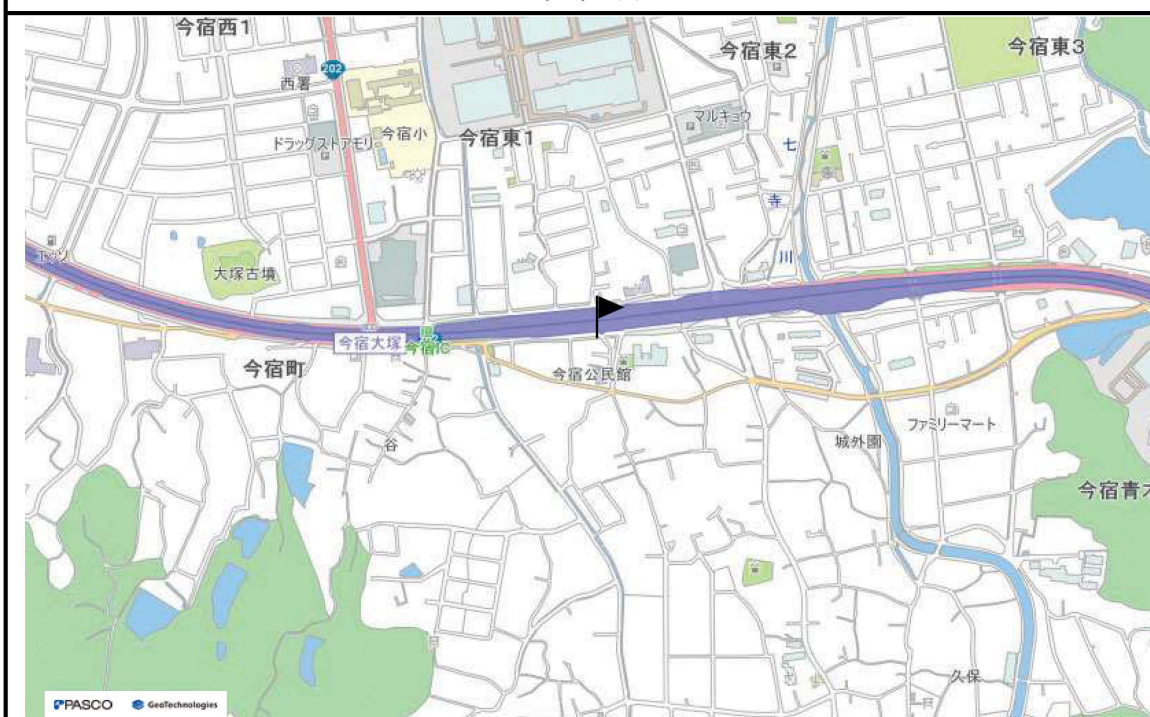 今宿西1
今宿東2
今宿東3
202
西署
マルキョウ
ドラッグストアモリ
今宿小
今宿東1
七
寺
川
エッソ
大塚古墳
今宿大塚
今宿IC
今宿町
今宿公民館
ファミリーマート
谷
城外園
今宿青木
久保
PASCO
GeoTechnologies